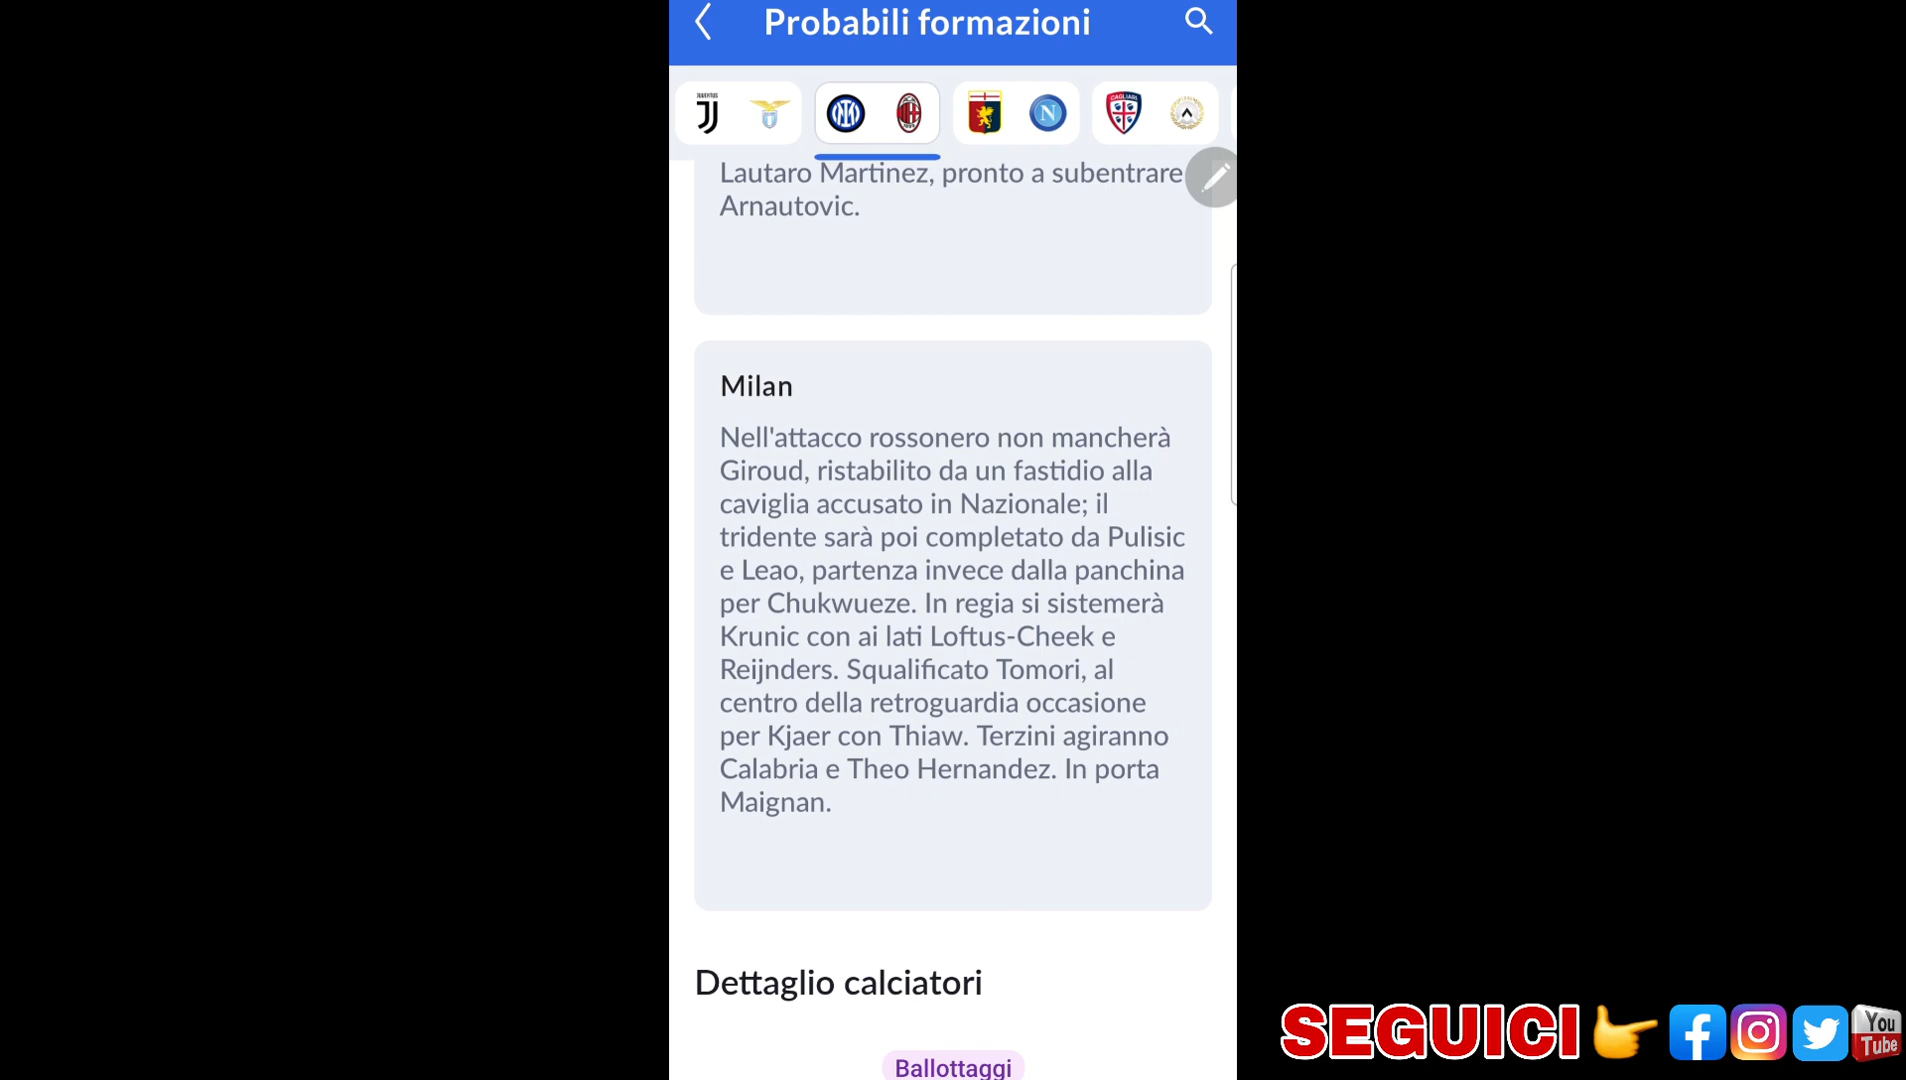 Probabili formazioni
JUVENTUS
N
CAGLIARI
Lautaro Martinez, pronto a subentrare
Arnautovic.
Milan
Nell'attacco rossonero non mancherà
Giroud, ristabilito da un fastidio alla
caviglia accusato in Nazionale; il
tridente sarà poi completato da Pulisic
e Leao, partenza invece dalla panchina
per Chukwueze. In regia si sistemerà
Krunic con ai lati Loftus-Cheek e
Reijnders. Squalificato Tomori, al
centro della retroguardia occasione
per Kjaer con Thiaw. Terzini agiranno
Calabria e Theo Hernandez. In porta
Maignan.
Dettaglio calciatori
Ballottaggi
SEGUICI
You
Tube